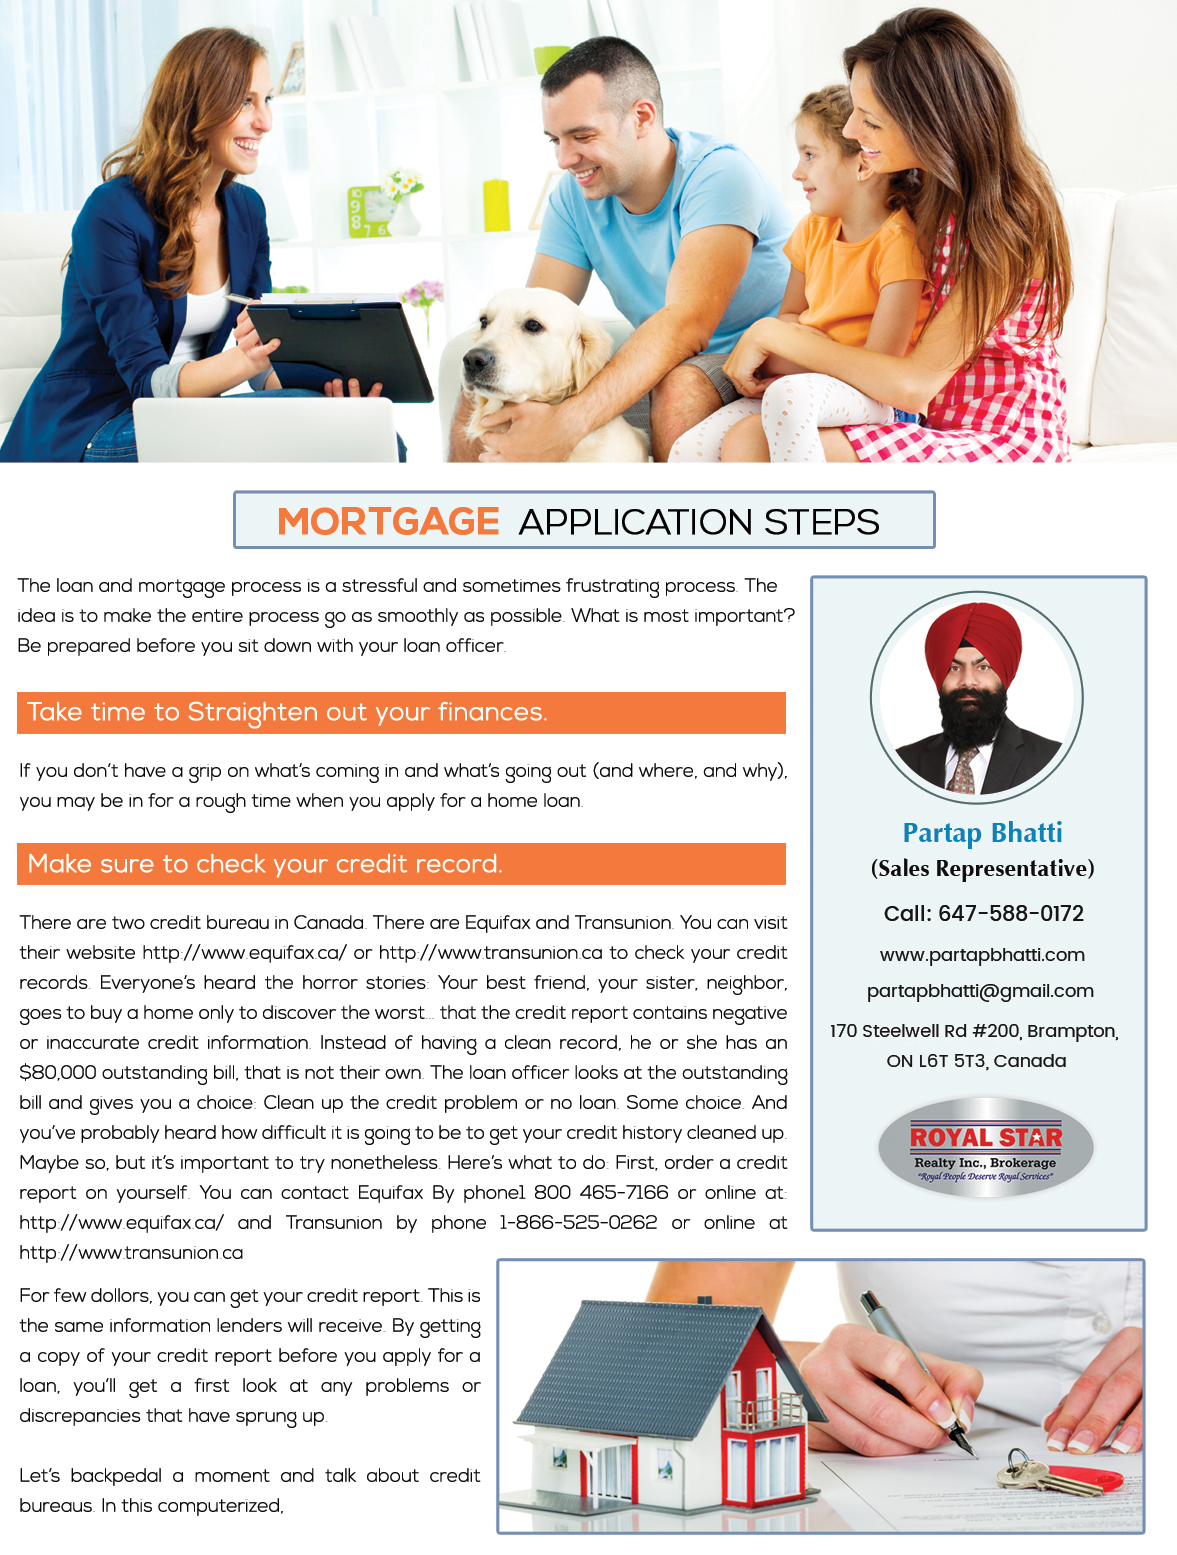 MORTGAGE APPLICATION STEPS
The loan and mortgage process is a stressful and sometimes frustrating process. The
idea is to make the entire process go as smoothly as possible. What is most important?
Be prepared before you sit down with your loan officer.
Take time to Straighten out your finances.
If you don't have a grip on what's coming in and what's going out (and where, and why),
you may be in for a rough time when you apply for a home loan.
Make sure to check your credit record.
There are two credit bureau in Canada. There are Equifax and Transunion. You can visit
their website http://www.equifax.ca/ or http://www.transunion.ca to check your credit
records. Everyone's heard the horror stories: Your best friend, your sister, neighbor,
goes to buy a home only to discover the worst... that the credit report contains negative
or inaccurate credit information. Instead of having a clean record, he or she has an
$80,000 outstanding bill, that is not their own. The loan officer looks at the outstanding
bill and gives you a choice: Clean up the credit problem or no loan. Some choice. And
you've probably heard how difficult it is going to be to get your credit history cleaned up.
Maybe so, but it's important to try nonetheless. Here's what to do: First, order a credit
report on yourself. You can contact Equifax By phone1 800 465-7166 or online at:
http://www.equifax.ca/ and Transunion by phone 1-866-525-0262 or online at
http://www.transunion.ca
For few dollors, you can get your credit report. This is
the same information lenders will receive. By getting
a copy of your credit report before you apply for a
loan, you'll get a first look at any problems or
discrepancies that have sprung up.
Let's backpedal a moment and talk about credit
bureaus. In this computerized,
Partap Bhatti
(Sales Representative)
Call: 647-588-0172
www.partapbhatti.com
partapbhatti@gmail.com
170 Steelwell Rd #200, Brampton,
ON L6T 5T3, Canada
ROYAL STAR
Realty Inc., Brokerage
"Royal People Deserve Royal Services"